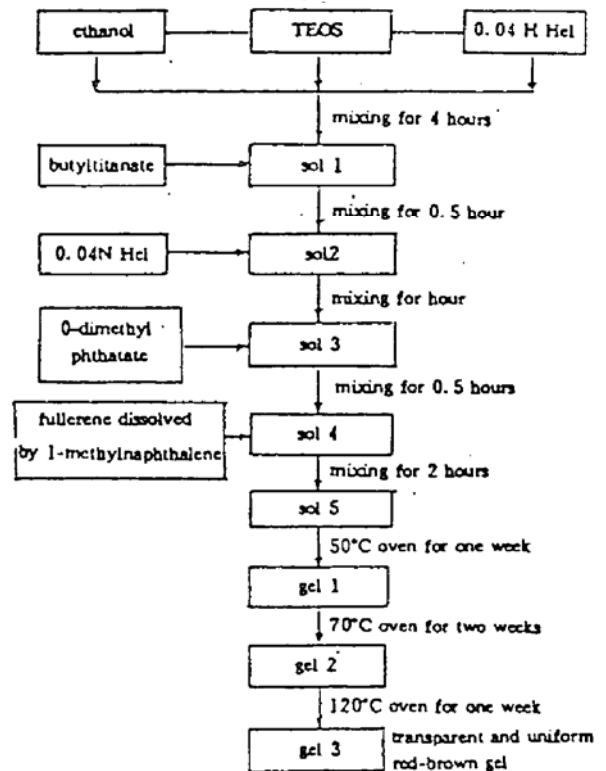 ethanol
TEOS
0.04 H Hel
mixing for 4 hours
butyltitanate
sol 1
mixing for 0.5 hour
0.04N Hel
sol2
mixing for hour
0-dimethyl
phthatate
sol 3
mixing for 0.5 hours
fullerene dissolved
by 1-methylnaphthalene
sol 4
mixing for 2 hours
sol 5
50°C oven for one week
gel 1
70°C oven for two weeks
gel 2
120°C oven for one week
gel 3
transparent and uniform
red-brown gel